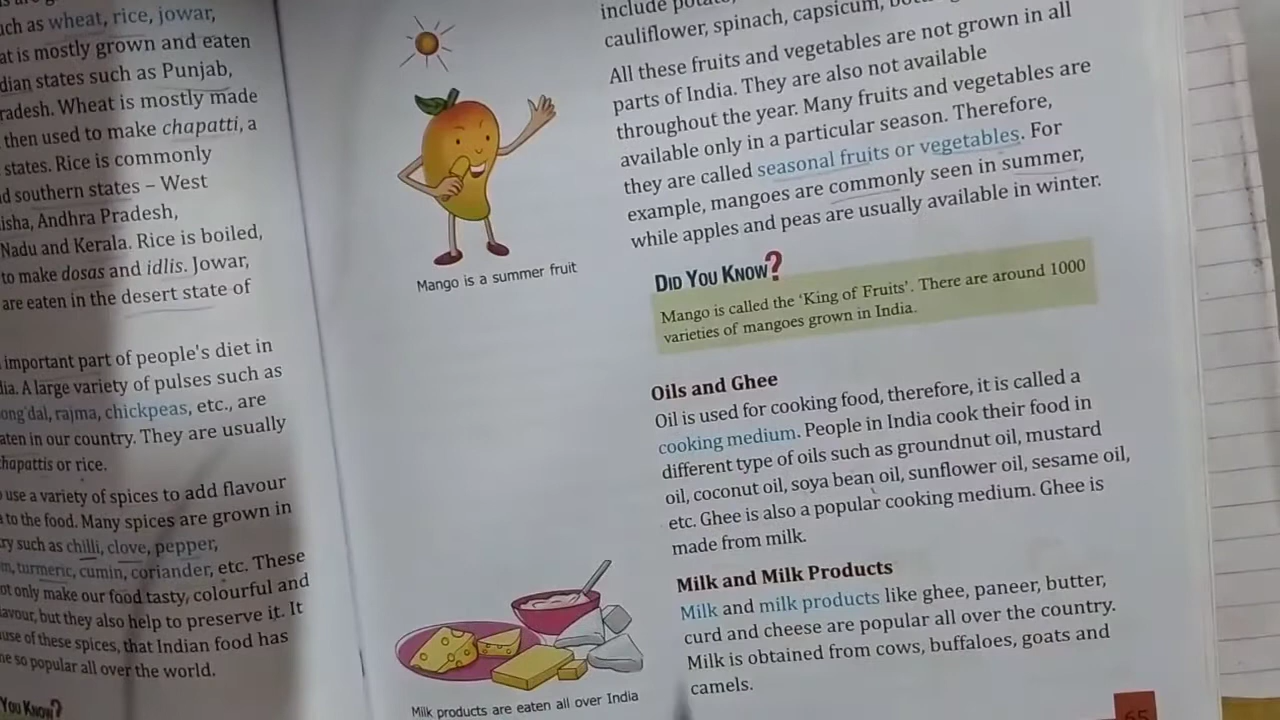 such as wheat, rice, jowar,
at is mostly grown and eaten
dian states such as Punjab,
radesh. Wheat is mostly made
then used to make chapatti, a
states. Rice is commonly
d southern states – West
isha, Andhra Pradesh,
Nadu and Kerala. Rice is boiled,
to make dosas and idlis. Jowar,
are eaten in the desert state of
important part of people's diet in
dia. A large variety of pulses such as
ong dal, rajma, chickpeas, etc., are
aten in our country. They are usually
hapattis or rice.
use a variety of spices to add flavour
a to the food. Many spices are grown in
ry such as chilli, clove, pepper,
m, turmeric, cumin, coriander, etc. These
ot only make our food tasty, colourful and
lavour, but they also help to preserve it. It
use of these spices, that Indian food has
me so popular all over the world.
You Know?
Mango is a summer fruit
Milk products are eaten all over India
include
cauliflower, spinach, capsicum,
All these fruits and vegetables are not grown in all
parts of India. They are also not available
throughout the year. Many fruits and vegetables are
available only in a particular season. Therefore,
they are called seasonal fruits or vegetables. For
example, mangoes are commonly seen in summer,
while apples and peas are usually available in winter.
Did You Know?
Mango is called the 'King of Fruits'. There are around 1000
varieties of mangoes grown in India.
Oils and Ghee
Oil is used for cooking food, therefore, it is called a
cooking medium. People in India cook their food in
different type of oils such as groundnut oil, mustard
oil, coconut oil, soya bean oil, sunflower oil, sesame oil,
etc. Ghee is also a popular cooking medium. Ghee is
made from milk.
Milk and Milk Products
Milk and milk products like ghee, paneer, butter,
curd and cheese are popular all over the country.
Milk is obtained from cows, buffaloes, goats and
camels.
65